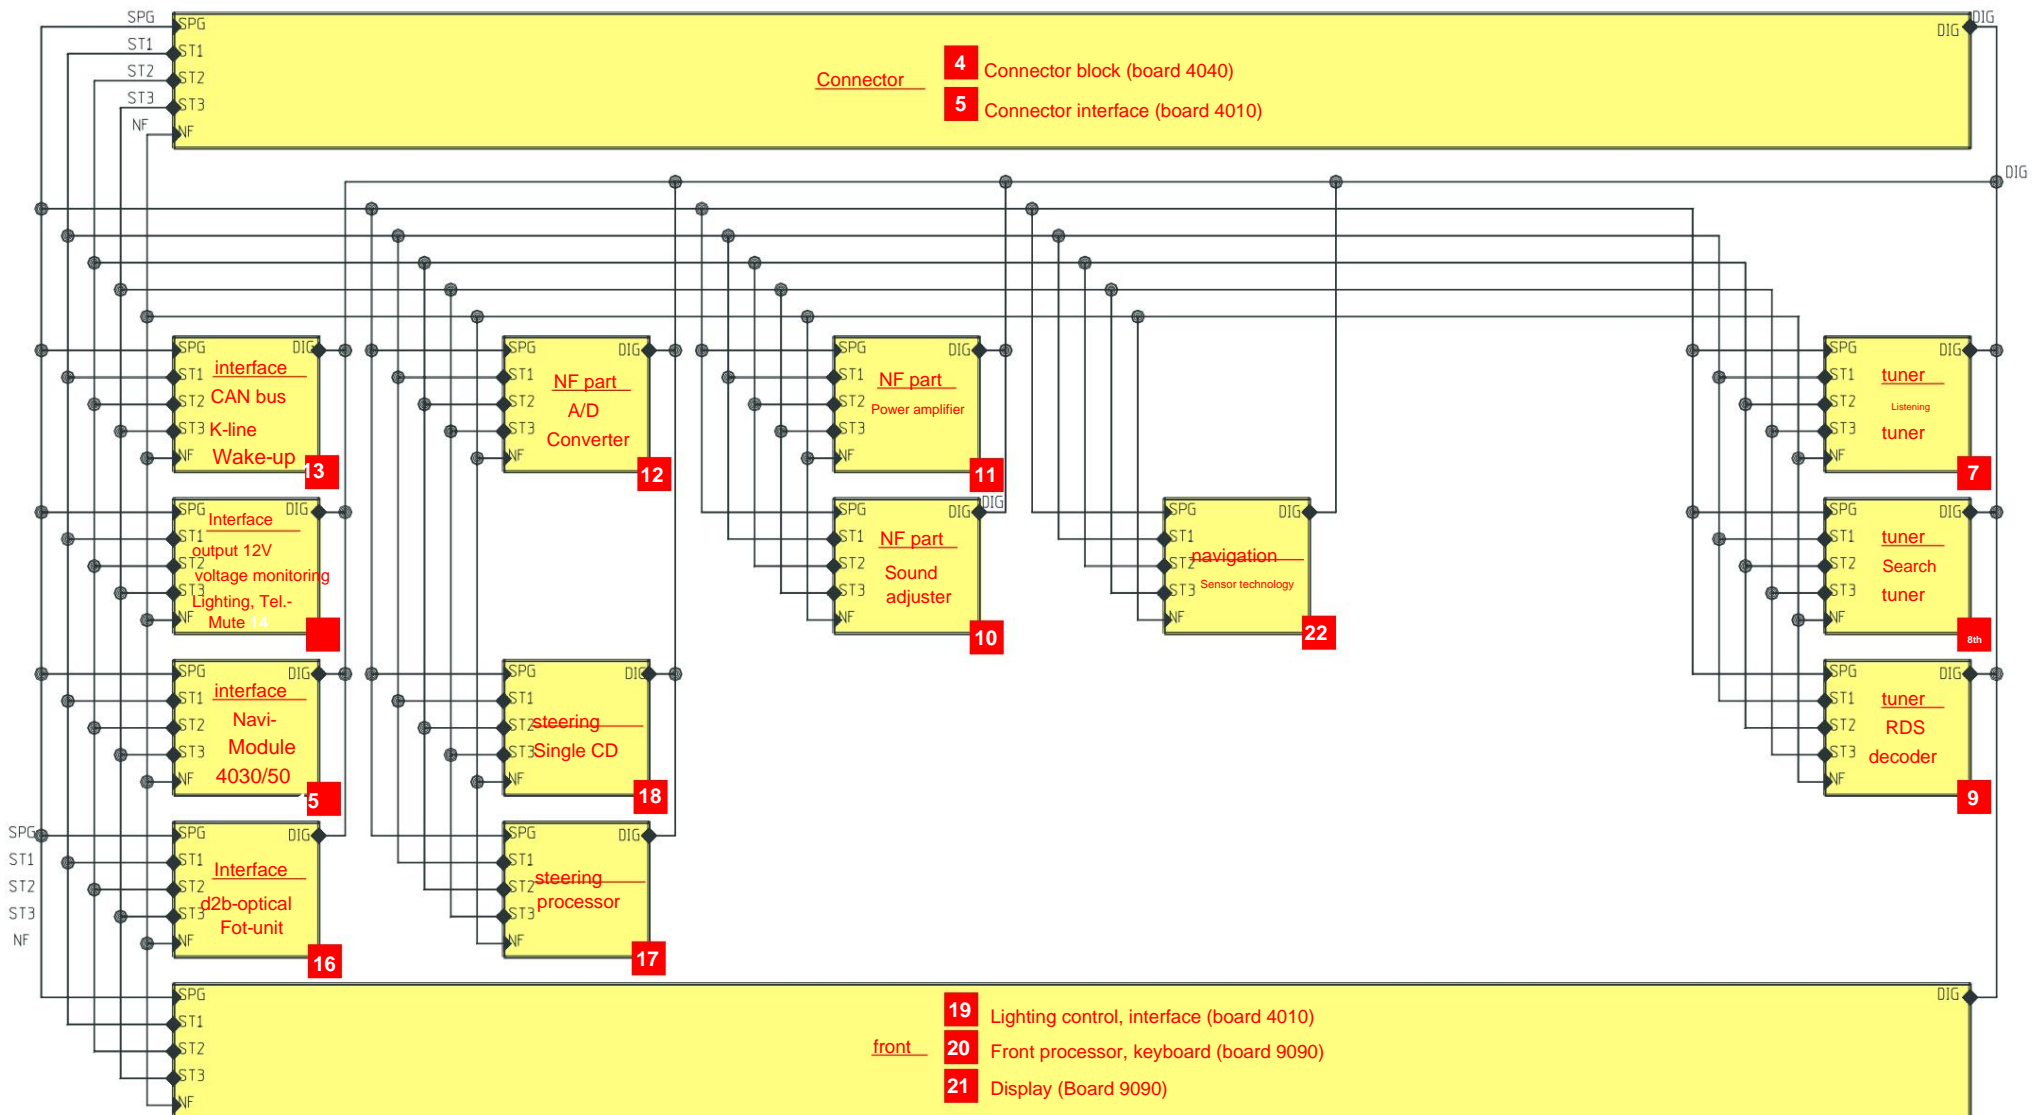 SPG
SPG
DIG
DIG
ST1
ST1
ST2
ST2
ST3
ST3
NF
NF
Connector
4 Connector block (board 4040)
5 Connector interface (board 4010)
DIG
SPG DIG
ST1
ST2
ST3
NF
interface
CAN bus
K-line
Wake-up
13
SPG DIG
ST1
ST2
ST3
NF
NF part
A/D
Converter
12
SPG DIG
ST1
ST2
ST3
NF
NF part
Power amplifier
11
SPG DIG
ST1
ST2
ST3
NF
tuner
Listening
tuner
7
SPG DIG
ST1
ST2
ST3
NF
Interface
output 12V
voltage monitoring
Lighting, Tel.-
Mute 14
SPG DIG
DIG
ST1
ST2
ST3
NF
NF part
Sound
adjuster
10
SPG DIG
ST1
ST2
ST3
NF
navigation
Sensor technology
22
SPG DIG
ST1
ST2
ST3
NF
tuner
Search
tuner
8th
SPG DIG
ST1
ST2
ST3
NF
interface
Navi-
Module
4030/50
5
SPG DIG
ST1
ST2
ST3
NF
steering
Single CD
18
SPG DIG
ST1
ST2
ST3
NF
tuner
RDS
decoder
9
SPG
ST1
ST2
ST3
NF
SPG DIG
ST1
ST2
ST3
NF
Interface
d2b-optical
Fot-unit
16
SPG DIG
ST1
ST2
ST3
NF
steering
processor
17
SPG DIG
ST1
ST2
ST3
NF
front
19 Lighting control, interface (board 4010)
20 Front processor, keyboard (board 9090)
21 Display (Board 9090)